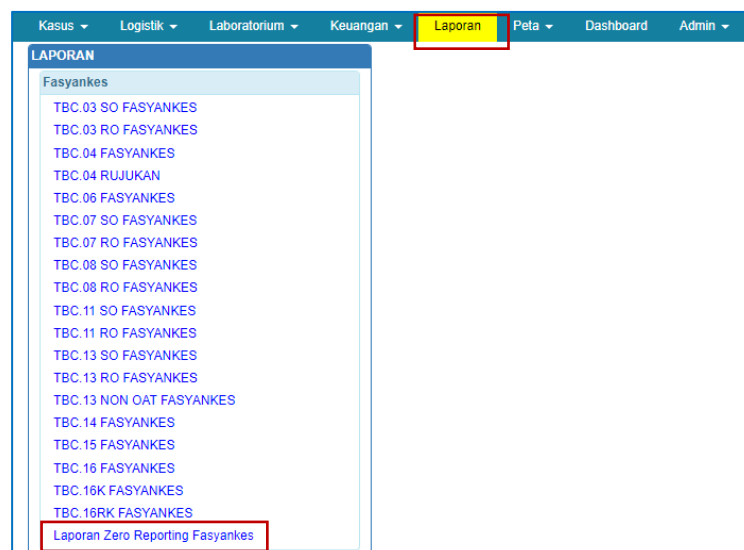 Kasus Logistik Laboratorium Keuangan Laporan Peta Dashboard Admin
LAPORAN
Fasyankes
TBC.03 SO FASYANKES
TBC.03 RO FASYANKES
TBC.04 FASYANKES
TBC.04 RUJUKAN
TBC.06 FASYANKES
TBC.07 SO FASYANKES
TBC.07 RO FASYANKES
TBC.08 SO FASYANKES
TBC.08 RO FASYANKES
TBC.11 SO FASYANKES
TBC.11 RO FASYANKES
TBC.13 SO FASYANKES
TBC.13 RO FASYANKES
TBC.13 NON OAT FASYANKES
TBC.14 FASYANKES
TBC.15 FASYANKES
TBC.16 FASYANKES
TBC.16K FASYANKES
TBC.16RK FASYANKES
Laporan Zero Reporting Fasyankes